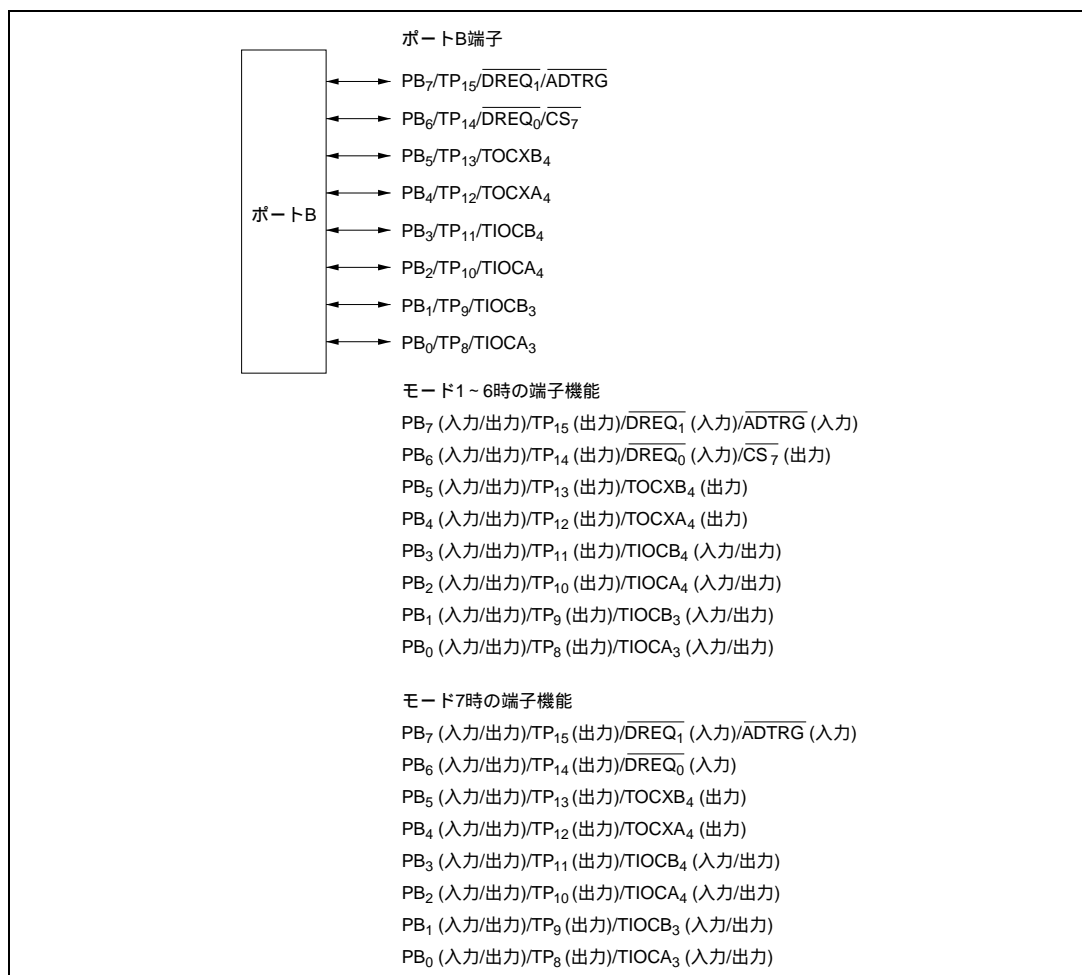 ポートB端子
PB₇/TP₁₅/D̅R̅E̅Q̅₁̅/A̅D̅T̅R̅G̅
PB₆/TP₁₄/D̅R̅E̅Q̅₀̅/C̅S̅₇̅
PB₅/TP₁₃/TOCXB₄
PB₄/TP₁₂/TOCXA₄
ポートB
PB₃/TP₁₁/TIOCB₄
PB₂/TP₁₀/TIOCA₄
PB₁/TP₉/TIOCB₃
PB₀/TP₈/TIOCA₃
モード1~6時の端子機能
PB₇ (入力/出力)/TP₁₅ (出力)/D̅R̅E̅Q̅₁̅ (入力)/A̅D̅T̅R̅G̅ (入力)
PB₆ (入力/出力)/TP₁₄ (出力)/D̅R̅E̅Q̅₀̅ (入力)/C̅S̅₇̅ (出力)
PB₅ (入力/出力)/TP₁₃ (出力)/TOCXB₄ (出力)
PB₄ (入力/出力)/TP₁₂ (出力)/TOCXA₄ (出力)
PB₃ (入力/出力)/TP₁₁ (出力)/TIOCB₄ (入力/出力)
PB₂ (入力/出力)/TP₁₀ (出力)/TIOCA₄ (入力/出力)
PB₁ (入力/出力)/TP₉ (出力)/TIOCB₃ (入力/出力)
PB₀ (入力/出力)/TP₈ (出力)/TIOCA₃ (入力/出力)
モード7時の端子機能
PB₇ (入力/出力)/TP₁₅ (出力)/D̅R̅E̅Q̅₁̅ (入力)/A̅D̅T̅R̅G̅ (入力)
PB₆ (入力/出力)/TP₁₄ (出力)/D̅R̅E̅Q̅₀̅ (入力)
PB₅ (入力/出力)/TP₁₃ (出力)/TOCXB₄ (出力)
PB₄ (入力/出力)/TP₁₂ (出力)/TOCXA₄ (出力)
PB₃ (入力/出力)/TP₁₁ (出力)/TIOCB₄ (入力/出力)
PB₂ (入力/出力)/TP₁₀ (出力)/TIOCA₄ (入力/出力)
PB₁ (入力/出力)/TP₉ (出力)/TIOCB₃ (入力/出力)
PB₀ (入力/出力)/TP₈ (出力)/TIOCA₃ (入力/出力)